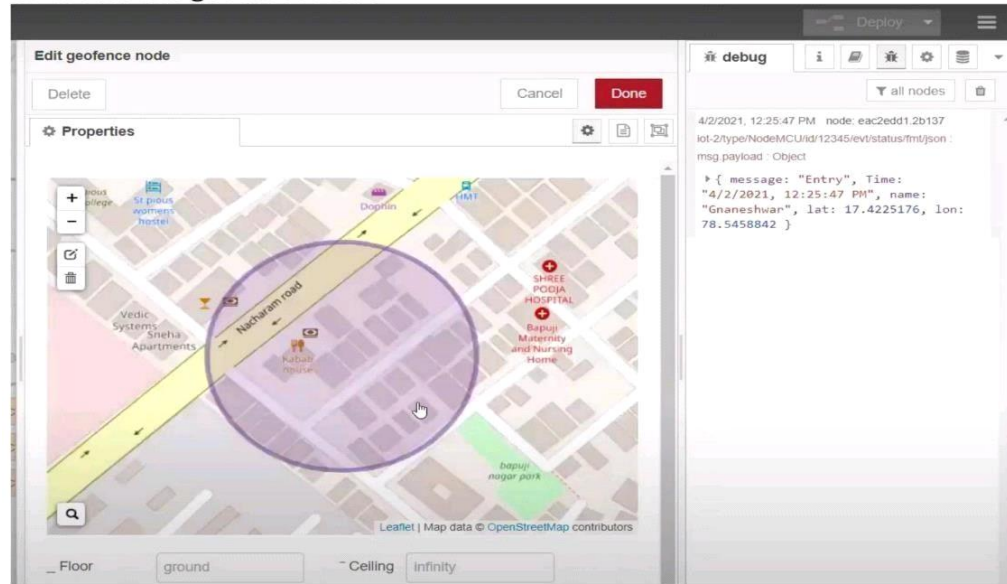 Deploy
Edit geofence node
Delete
Cancel
Done
Properties
+
−
St pious
womens
hostel
Dophin
HMT
Nacharam road
SHREE
POOJA
HOSPITAL
Bapuji
Maternity
and Nursing
Home
Vedic
Systems
Sneha
Apartments
Kabab
house
bapuji
nagar park
Leaflet | Map data © OpenStreetMap contributors
Floor
ground
Ceiling
infinity
debug
i
all nodes
4/2/2021, 12:25:47 PM node: eac2edd1.2b137
iot-2/type/NodeMCU/id/12345/evt/status/fmt/json :
msg.payload : Object
{ message: "Entry", Time:
"4/2/2021, 12:25:47 PM", name:
"Gnaneshwar", lat: 17.4225176, lon:
78.5458842 }